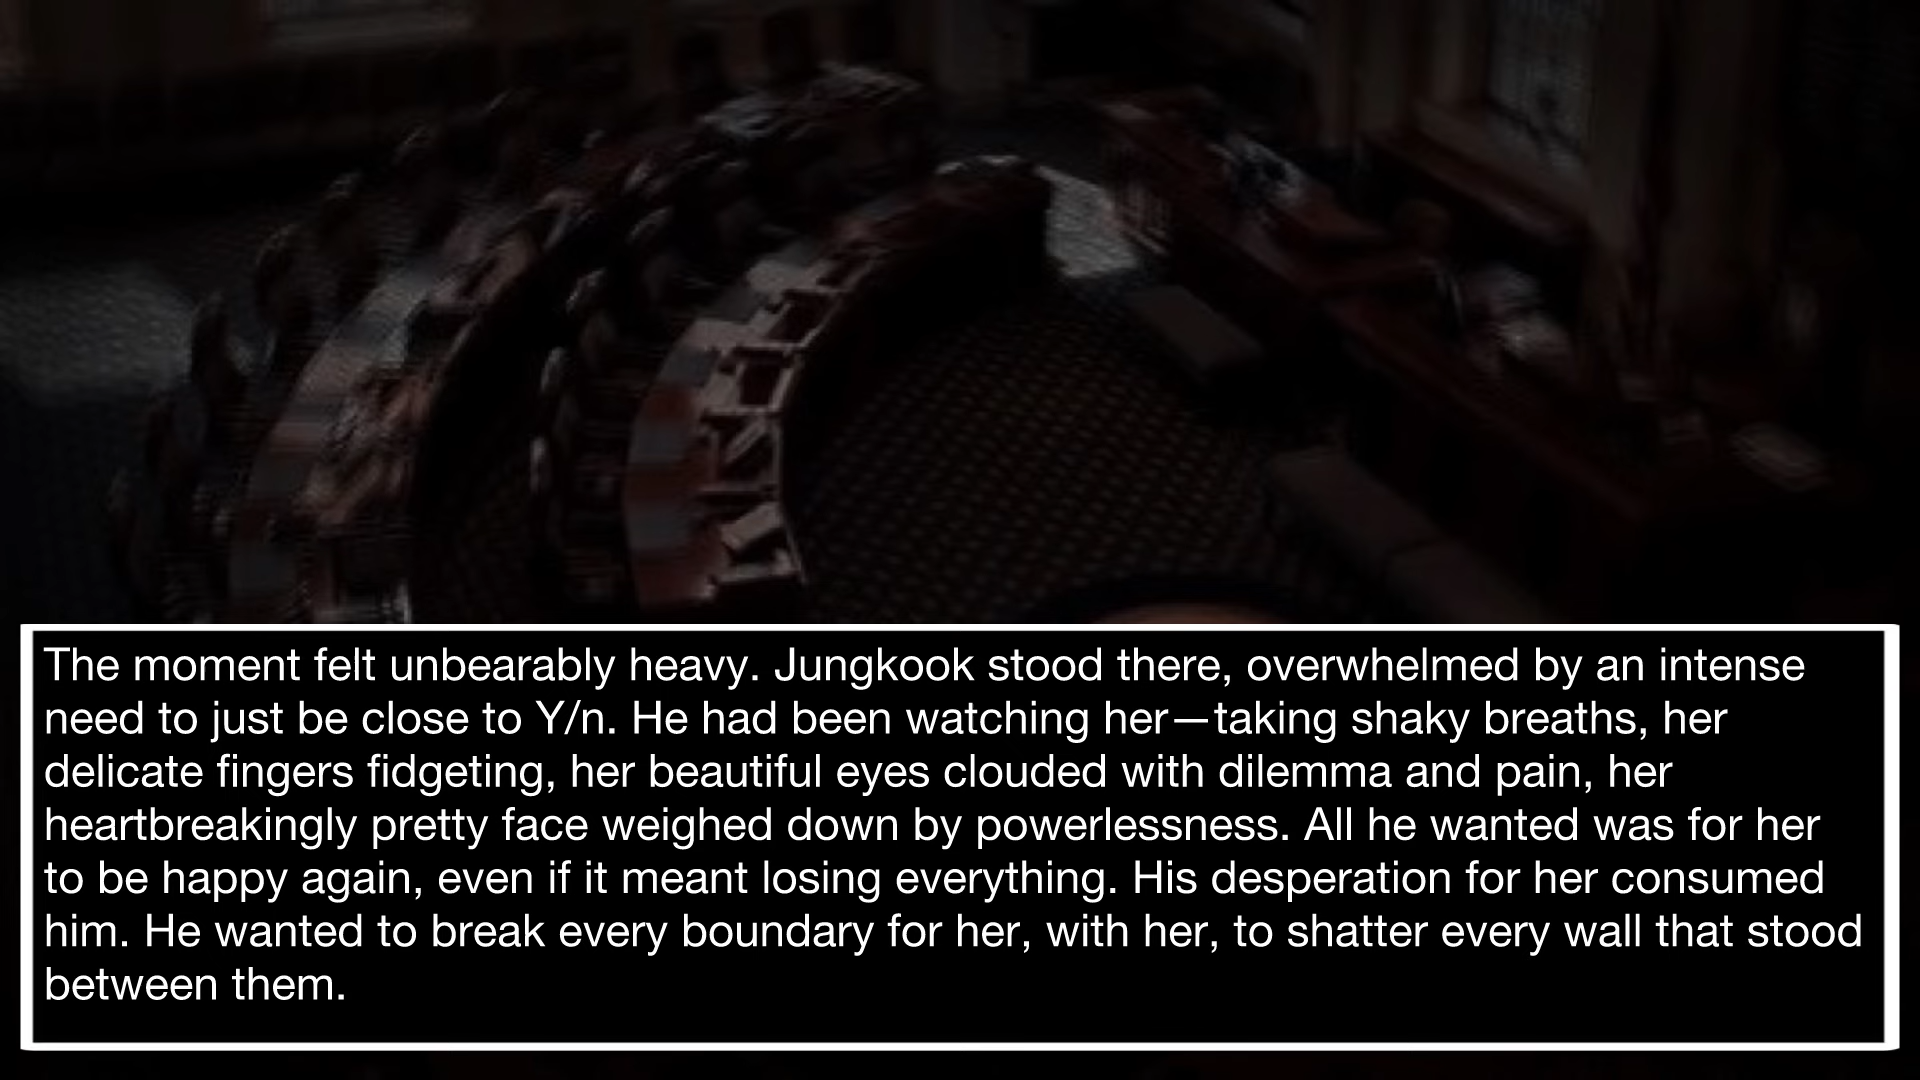 The moment felt unbearably heavy. Jungkook stood there, overwhelmed by an intense
need to just be close to Y/n. He had been watching her—taking shaky breaths, her
delicate fingers fidgeting, her beautiful eyes clouded with dilemma and pain, her
heartbreakingly pretty face weighed down by powerlessness. All he wanted was for her
to be happy again, even if it meant losing everything. His desperation for her consumed
him. He wanted to break every boundary for her, with her, to shatter every wall that stood
between them.